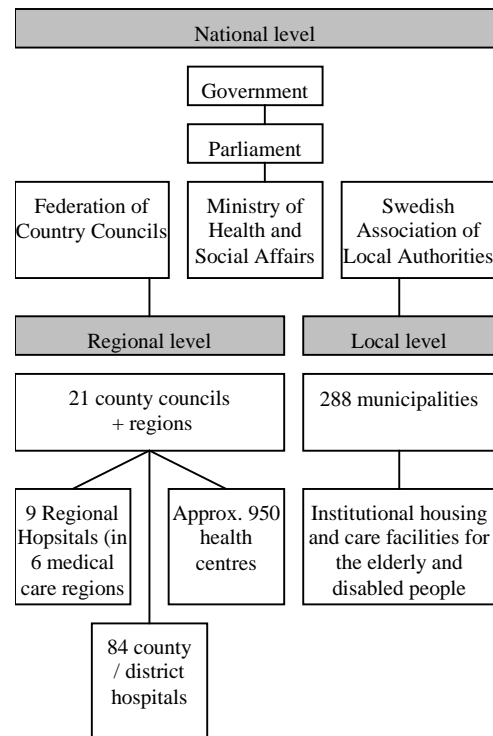 National level
Government
Parliament
Federation of
Country Councils
Ministry of
Health and
Social Affairs
Swedish
Association of
Local Authorities
Regional level
Local level
21 county councils
+ regions
288 municipalities
9 Regional
Hopsitals (in
6 medical
care regions
Approx. 950
health
centres
Institutional housing
and care facilities for
the elderly and
disabled people
84 county
/ district
hospitals